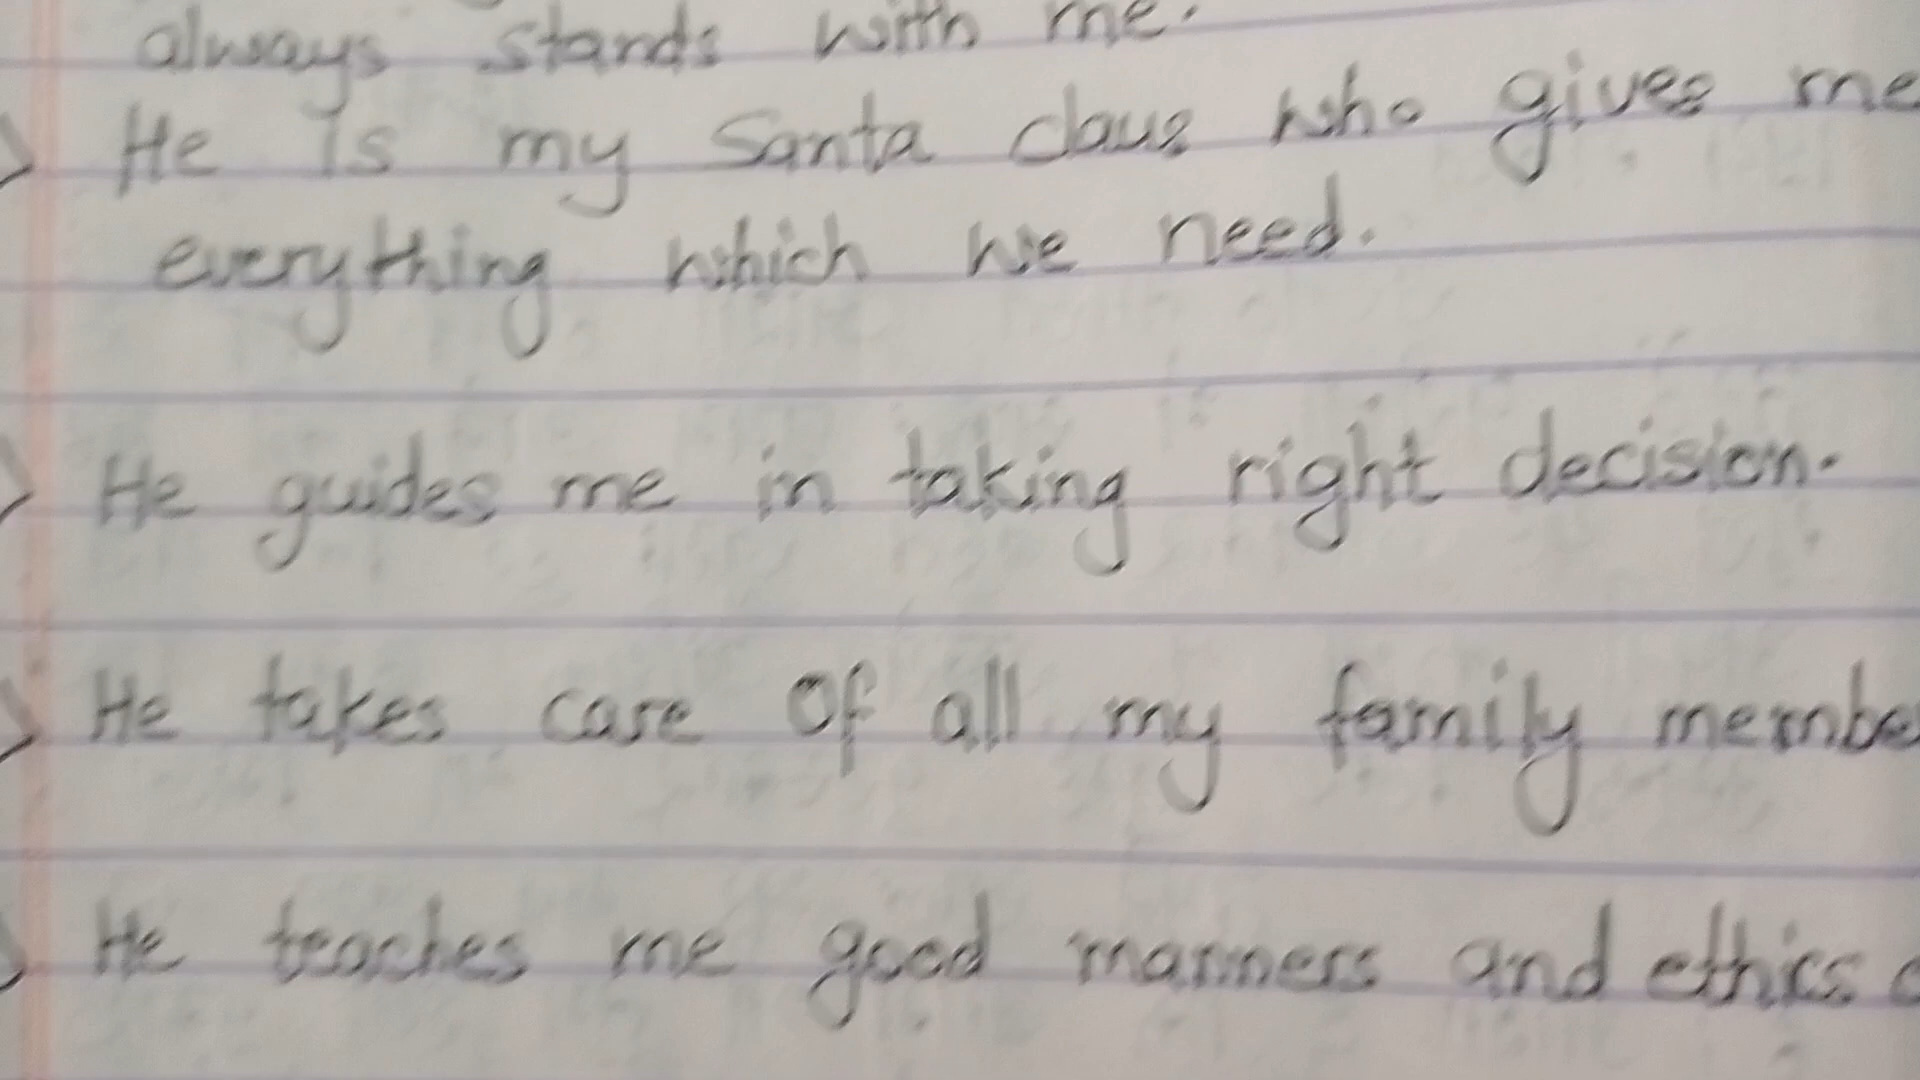 always stands with me.
He is my Santa claus who gives me
everything which we need.
He guides me in taking right decision.
He takes care of all my family
He teaches me good manners and ethics